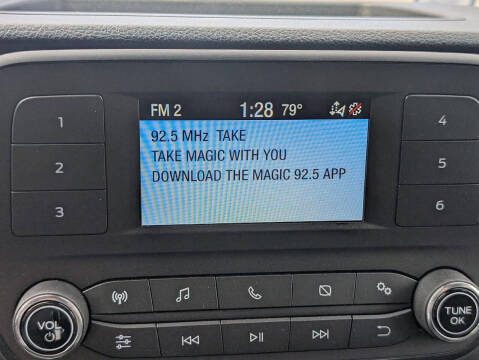 FM 2 1:28 79°
1 92.5 MHz TAKE 4
TAKE MAGIC WITH YOU
2 DOWNLOAD THE MAGIC 92.5 APP 5
3 6
VOL TUNE
OK